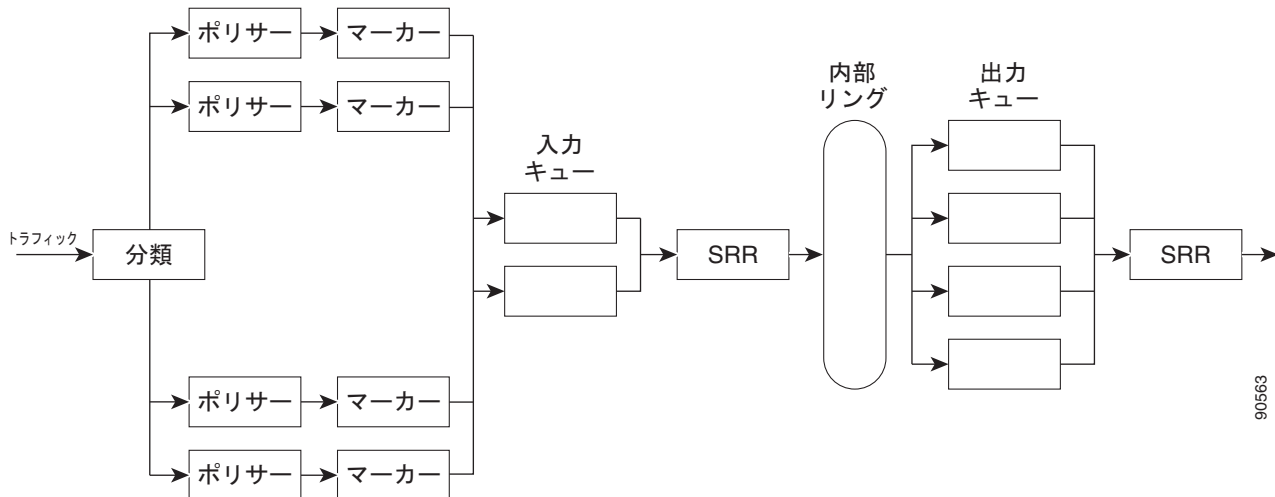 ポリサー
マーカー
ポリサー
マーカー
内部
リング
出力
キュー
入力
キュー
トラフィック
分類
SRR
SRR
ポリサー
マーカー
ポリサー
マーカー
90563